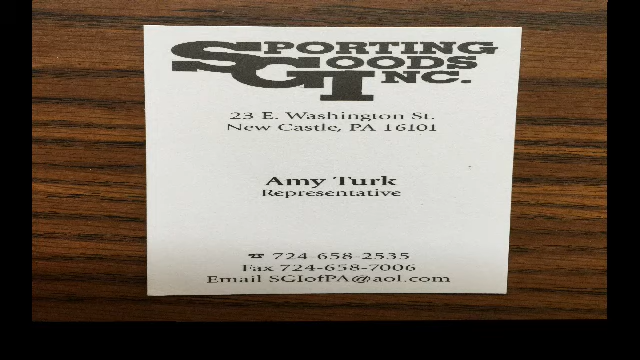 SPORTING
GOODS
INC.
23 E. Washington St.
New Castle, PA 16101
Amy Turk
Representative
☎ 724-658-2535
Fax 724-658-7006
Email SGIofPA@aol.com